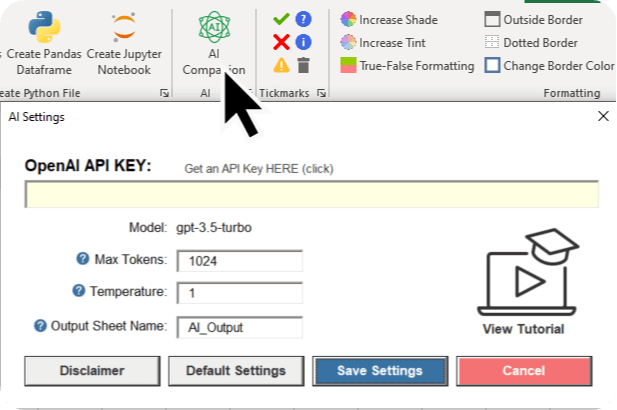 Create Pandas Dataframe
Create Jupyter Notebook
AI
eate Python File
AI
Tickmarks
Increase Shade
Increase Tint
True-False Formatting
Outside Border
Dotted Border
Change Border Color
Formatting
AI Settings
OpenAI API KEY:
Get an API Key HERE (click)
Model: gpt-3.5-turbo
Max Tokens: 1024
Temperature: 1
Output Sheet Name: AI_Output
View Tutorial
Disclaimer
Default Settings
Save Settings
Cancel